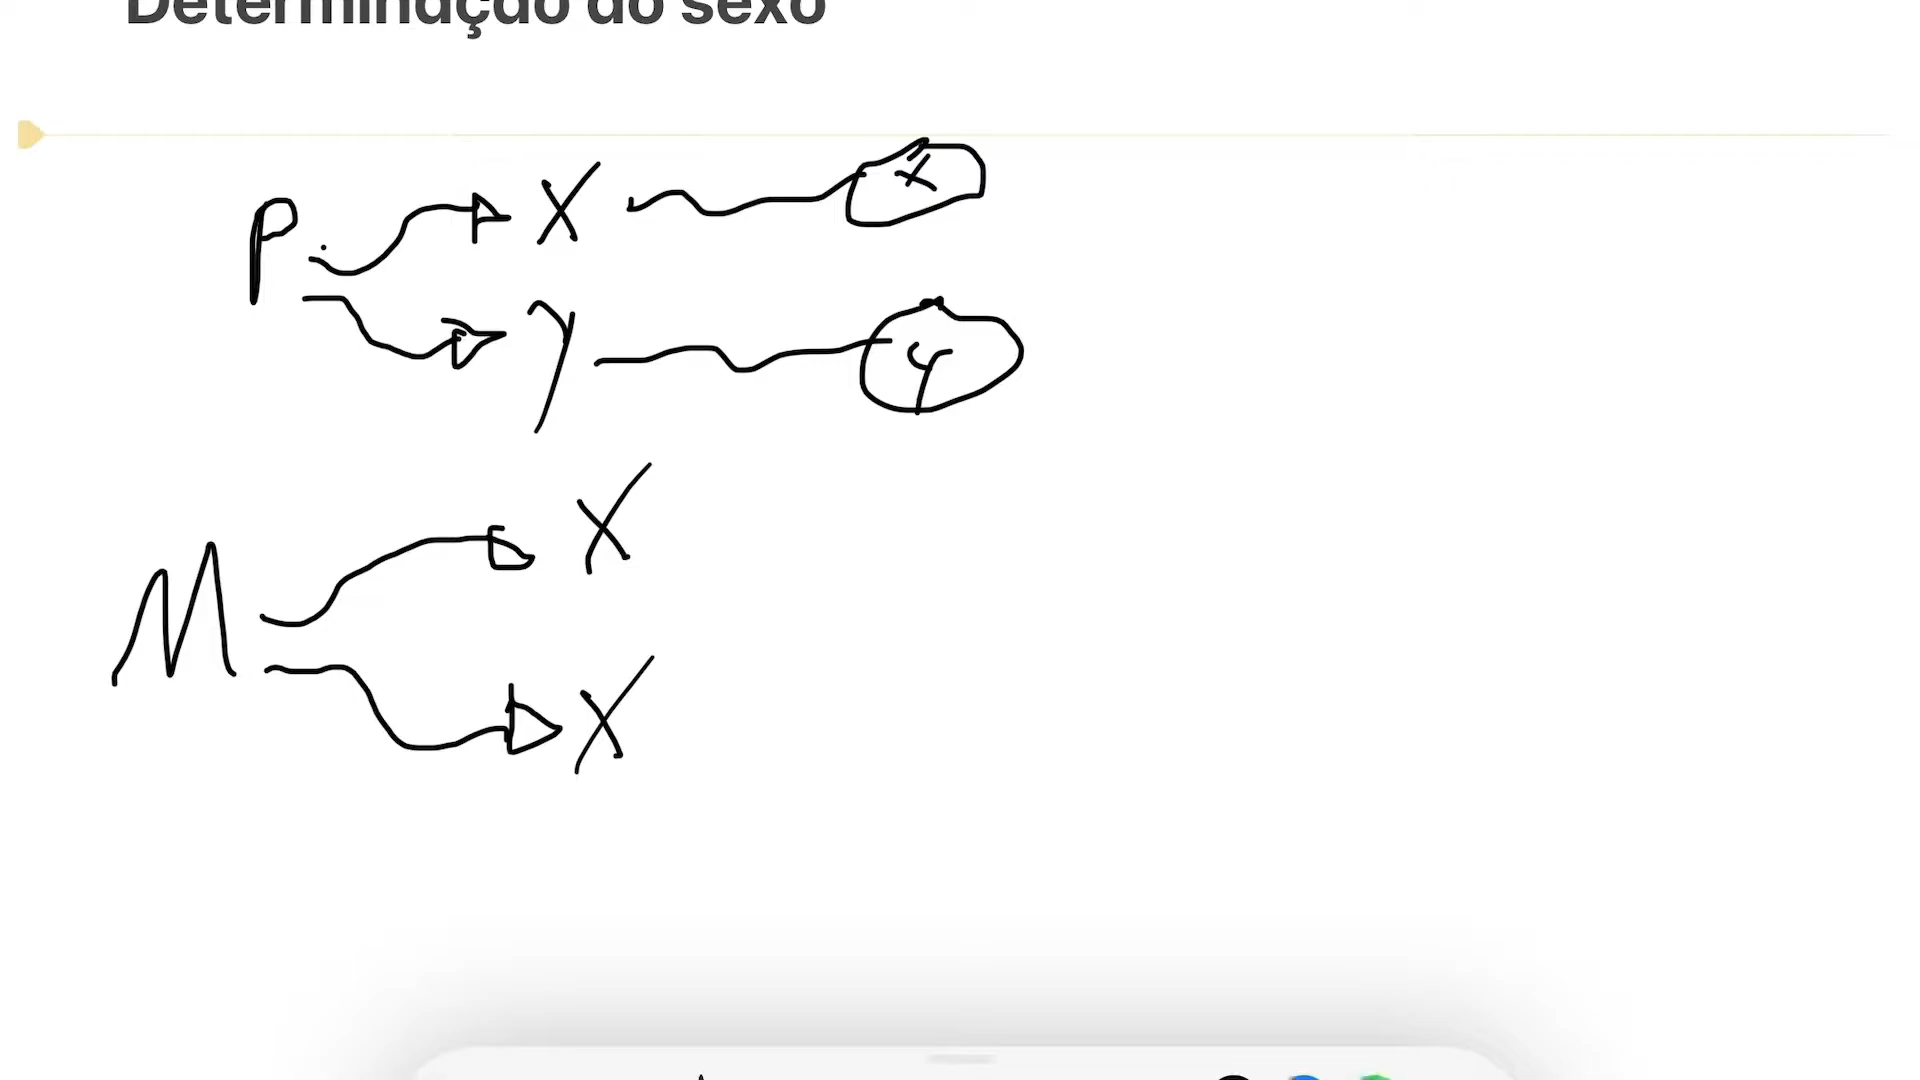 Determinação do sexo
P X X
Y Y
M X
X